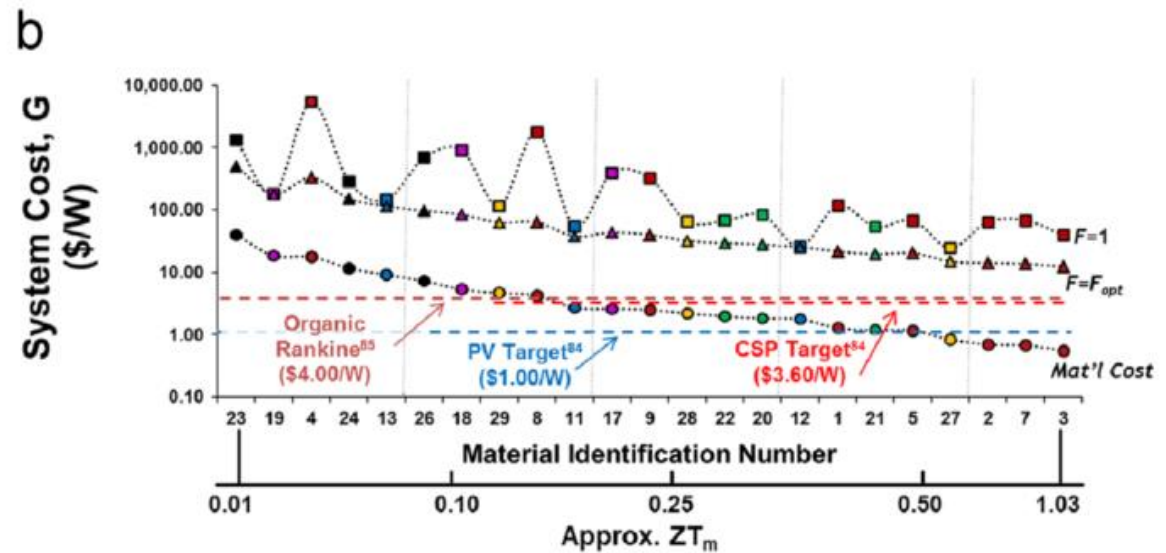 b
System Cost, G
($/W)
10,000.00
1,000.00
100.00
10.00
1.00
0.10
F=1
F=Fopt
Mat'l Cost
Organic
Rankine⁸⁵
($4.00/W)
PV Target⁸⁴
($1.00/W)
CSP Target⁸⁴
($3.60/W)
23 19 4 24 13 26 18 29 8 11 17 9 28 22 20 12 1 21 5 27 2 7 3
Material Identification Number
0.01 0.10 0.25 0.50 1.03
Approx. ZTm